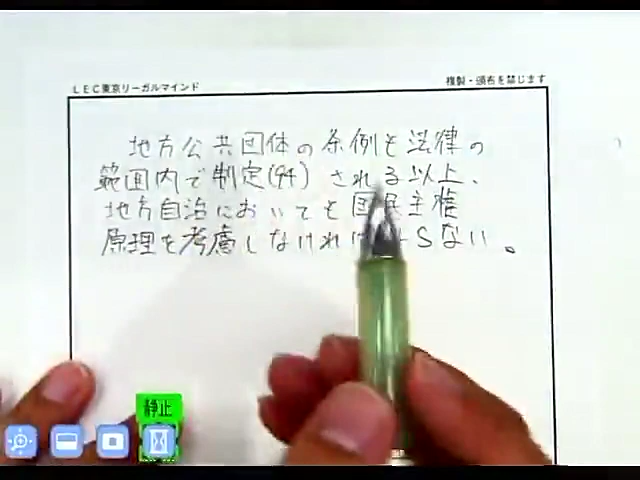 LEC東京リーガルマインド
複製・頒布を禁じます
地方公共団体の条例も法律の
範囲内で制定(94)される以上、
地方自治においても国民主権
原理を考慮しなければならない。
静止